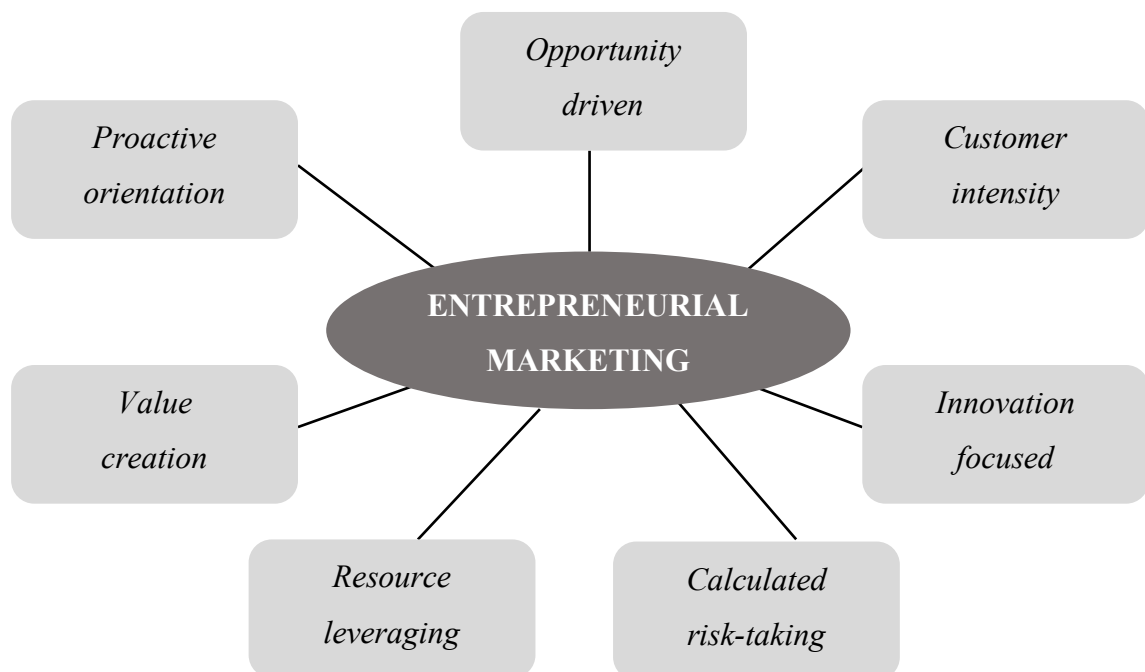 Opportunity
driven
Proactive
orientation
Customer
intensity
ENTREPRENEURIAL
MARKETING
Value
creation
Innovation
focused
Resource
leveraging
Calculated
risk-taking